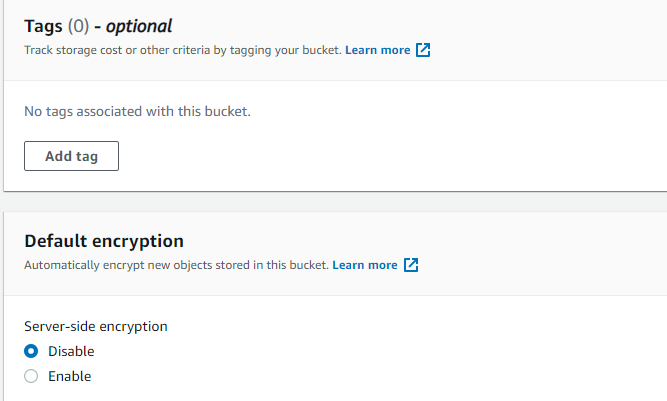 Tags (0) - optional
Track storage cost or other criteria by tagging your bucket. Learn more
No tags associated with this bucket.
Add tag
Default encryption
Automatically encrypt new objects stored in this bucket. Learn more
Server-side encryption
Disable
Enable